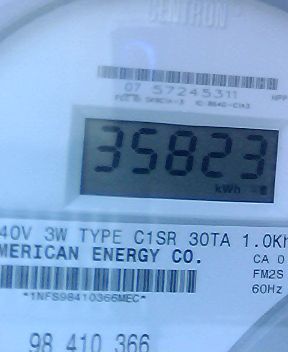 CENTRON
07 57245311
35823
kWh
40V 3W TYPE C1SR 30TA 1.0Kh
MERICAN ENERGY CO.
CA 0
FM2S
60Hz
*1NFS98410366MEC*
98 410 366